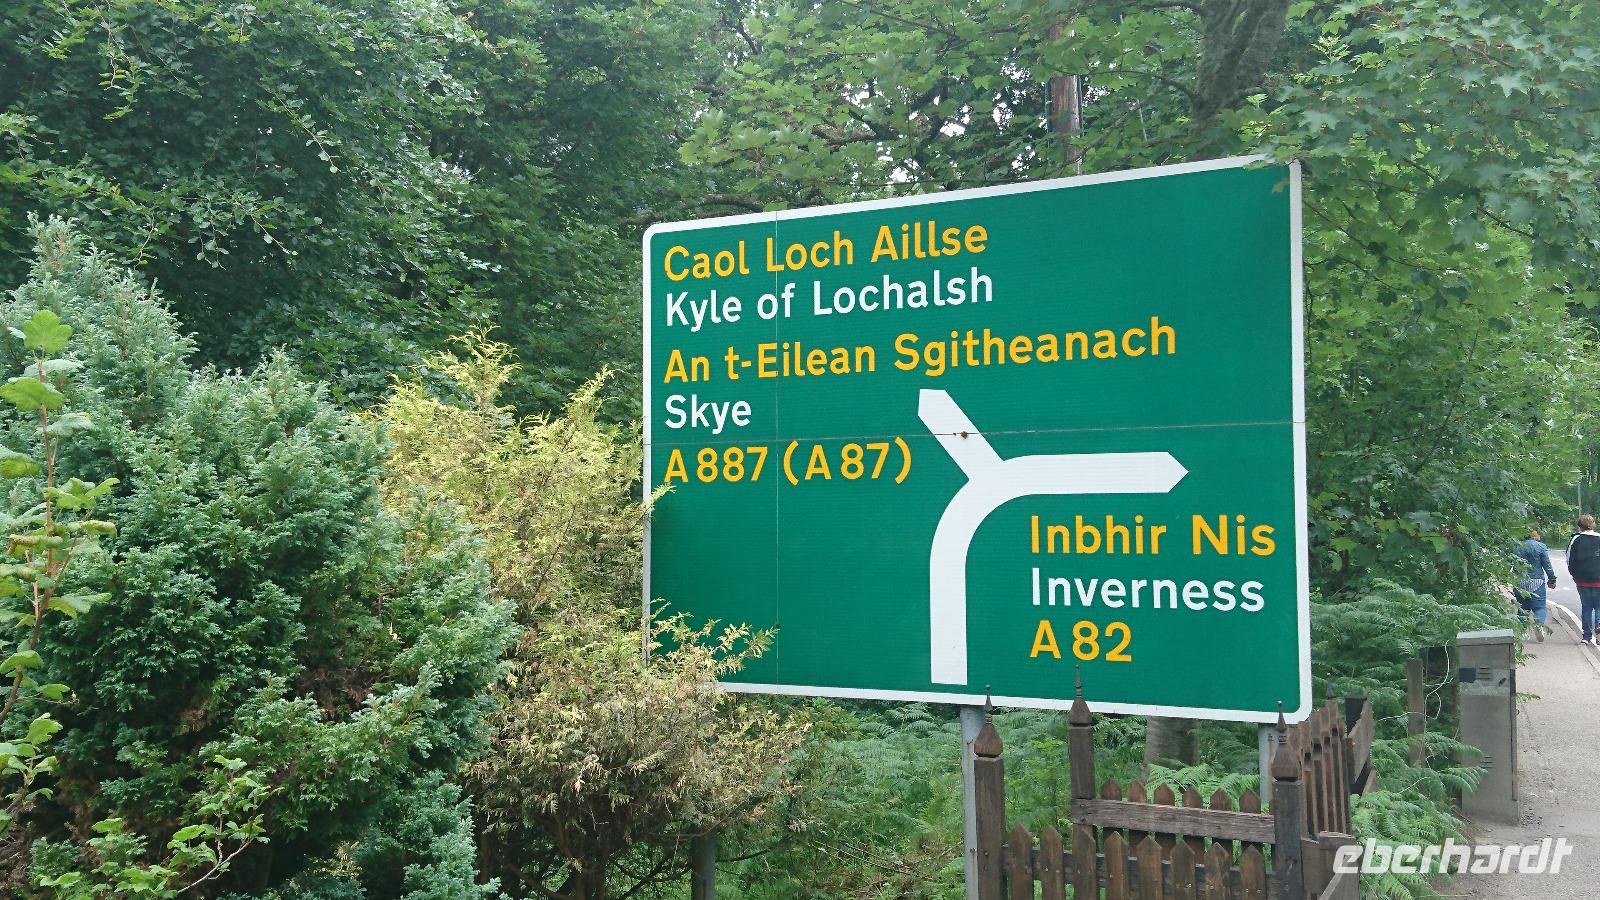 Caol Loch Aillse
Kyle of Lochalsh
An t-Eilean Sgitheanach
Skye
A887 (A87)
Inbhir Nis
Inverness
A82
eberhardt